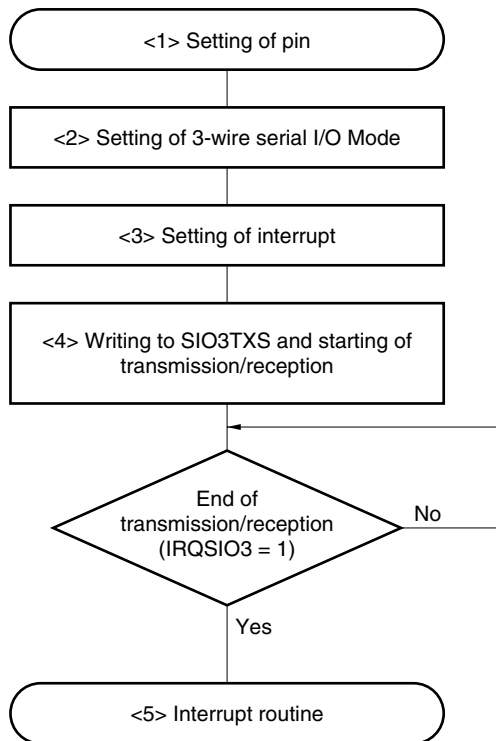 <1> Setting of pin
<2> Setting of 3-wire serial I/O Mode
<3> Setting of interrupt
<4> Writing to SIO3TXS and starting of
transmission/reception
End of
transmission/reception
(IRQSIO3 = 1)
No
Yes
<5> Interrupt routine